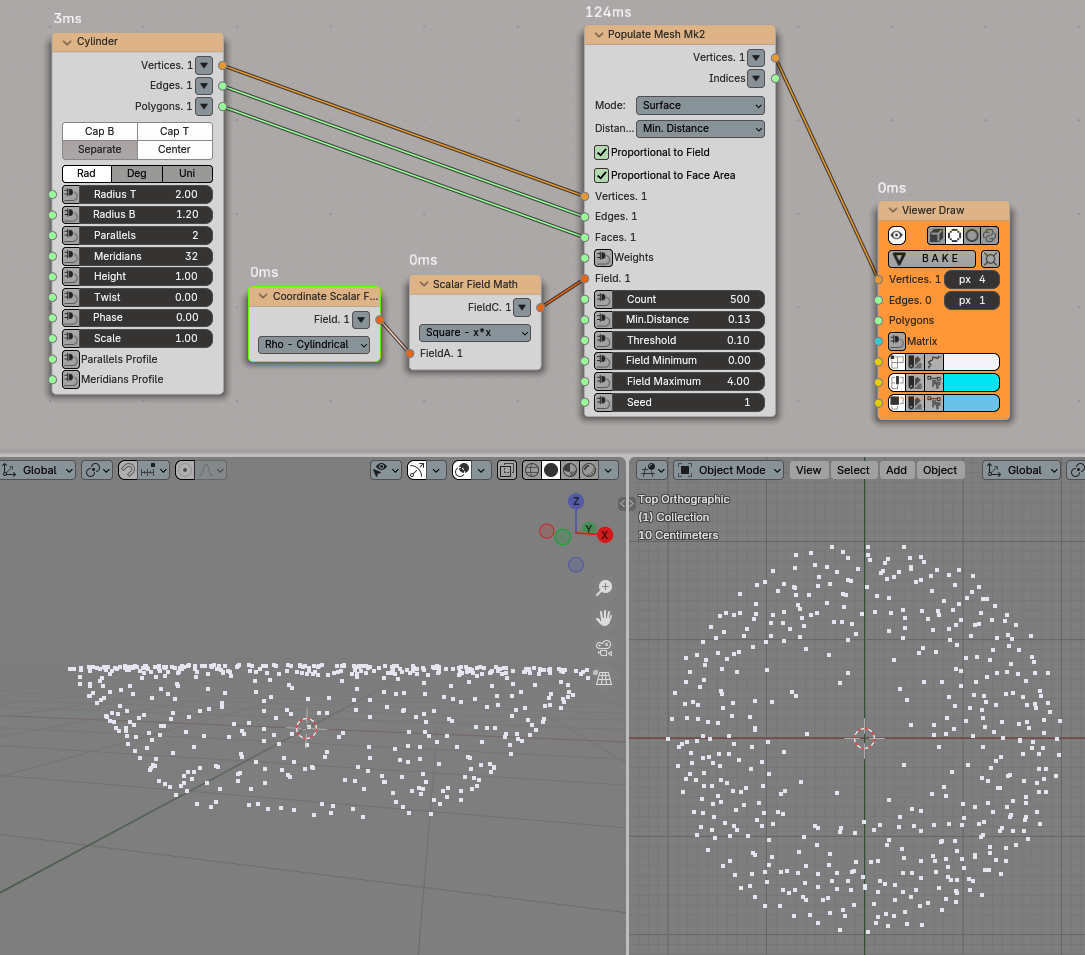 3ms
Cylinder
Vertices. 1
Edges. 1
Polygons. 1
Cap B Cap T
Separate Center
Rad Deg Uni
Radius T 2.00
Radius B 1.20
Parallels 2
Meridians 32
Height 1.00
Twist 0.00
Phase 0.00
Scale 1.00
Parallels Profile
Meridians Profile
0ms
Coordinate Scalar F...
Field. 1
Rho - Cylindrical
0ms
Scalar Field Math
FieldC. 1
Square - x*x
FieldA. 1
124ms
Populate Mesh Mk2
Vertices. 1
Indices
Mode: Surface
Distan... Min. Distance
Proportional to Field
Proportional to Face Area
Vertices. 1
Edges. 1
Faces. 1
Weights
Field. 1
Count 500
Min.Distance 0.13
Threshold 0.10
Field Minimum 0.00
Field Maximum 4.00
Seed 1
0ms
Viewer Draw
BAKE
Vertices. 1 px 4
Edges. 0 px 1
Polygons
Matrix
Global
Z
Y
X
Object Mode View Select Add Object Global
Top Orthographic
(1) Collection
10 Centimeters